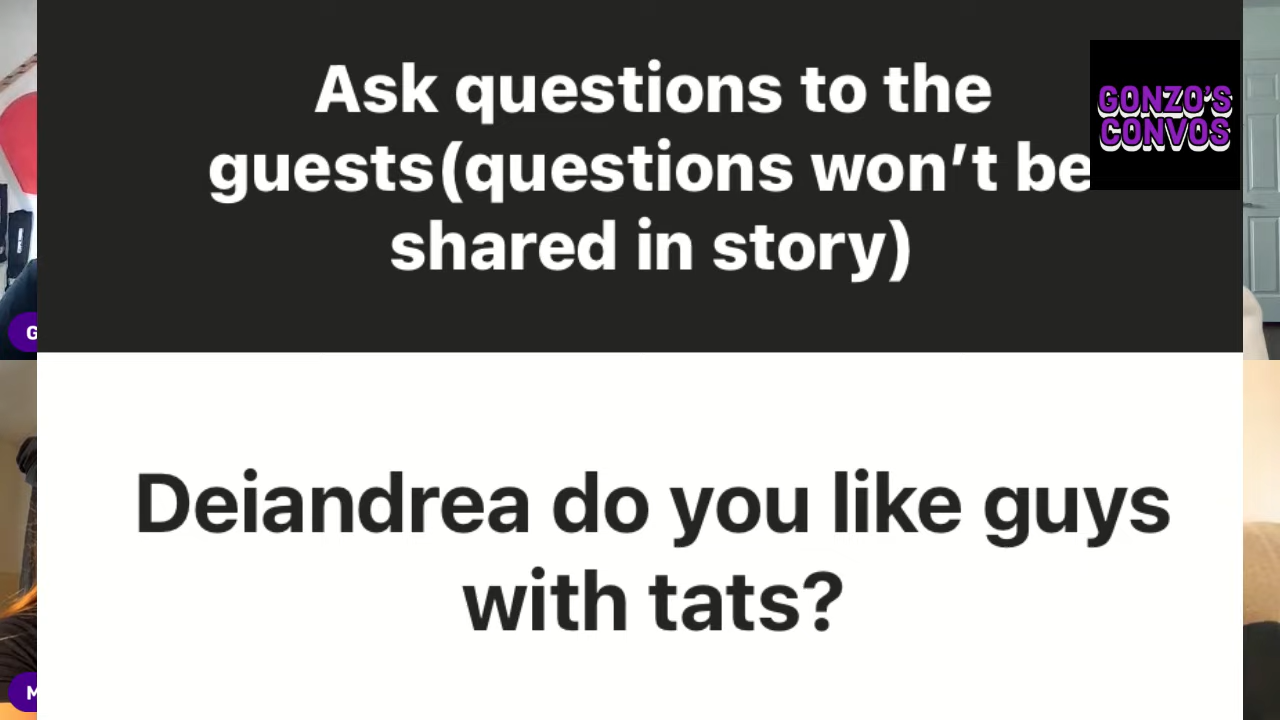 Ask questions to the
guests(questions won’t be
shared in story)
GONZO'S
CONVOS
G
Deiandrea do you like guys
with tats?
M